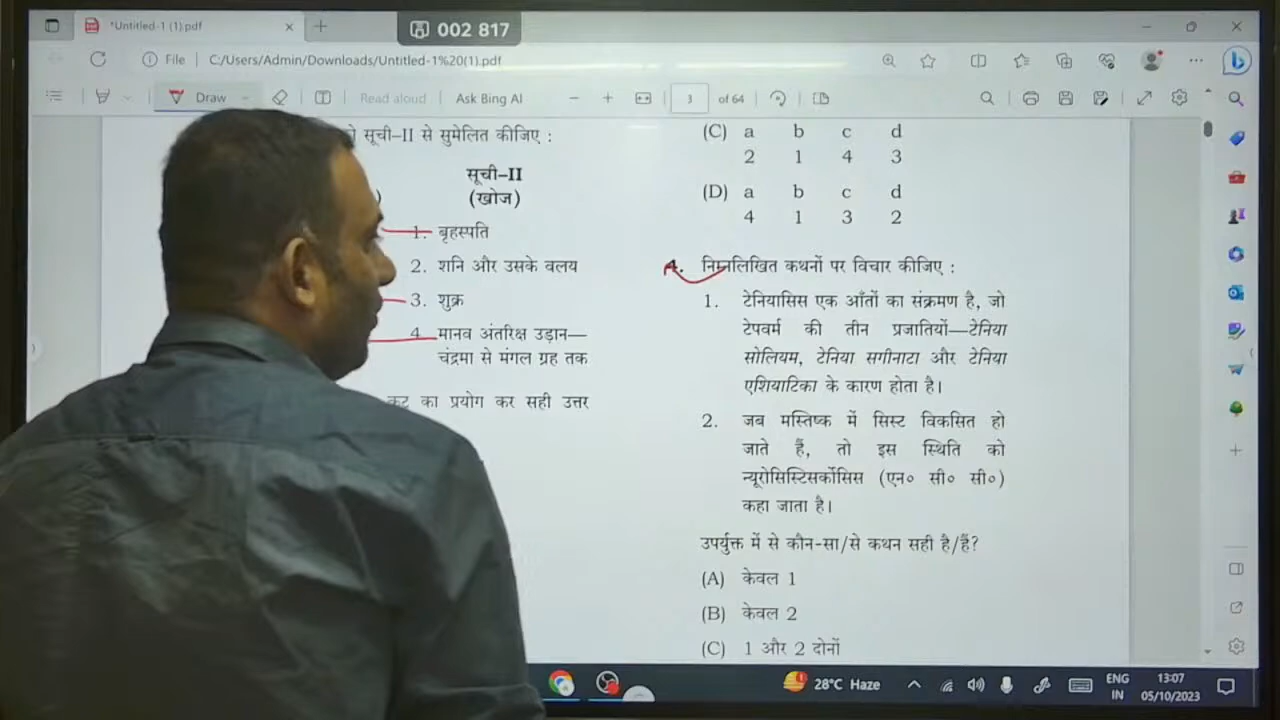 *Untitled-1 (1).pdf
002 817
File
C:/Users/Admin/Downloads/Untitled-1%20(1).pdf
Draw
Read aloud
Ask Bing AI
3
of 64
सूची–II से सुमेलित कीजिए :
सूची–II
(खोज)
1. बृहस्पति
2. शनि और उसके वलय
3. शुक्र
4. मानव अंतरिक्ष उड़ान—
चंद्रमा से मंगल ग्रह तक
कूट का प्रयोग कर सही उत्तर
(C) a b c d
2 1 4 3
(D) a b c d
4 1 3 2
4. निम्नलिखित कथनों पर विचार कीजिए :
1. टेनियासिस एक आँतों का संक्रमण है, जो
टेपवर्म की तीन प्रजातियों—टेनिया
सोलियम, टेनिया सगीनाटा और टेनिया
एशियाटिका के कारण होता है।
2. जब मस्तिष्क में सिस्ट विकसित हो
जाते हैं, तो इस स्थिति को
न्यूरोसिस्टिसर्कोसिस (एन० सी० सी०)
कहा जाता है।
उपर्युक्त में से कौन-सा/से कथन सही है/हैं?
(A) केवल 1
(B) केवल 2
(C) 1 और 2 दोनों
28°C Haze
ENG
IN
13:07
05/10/2023